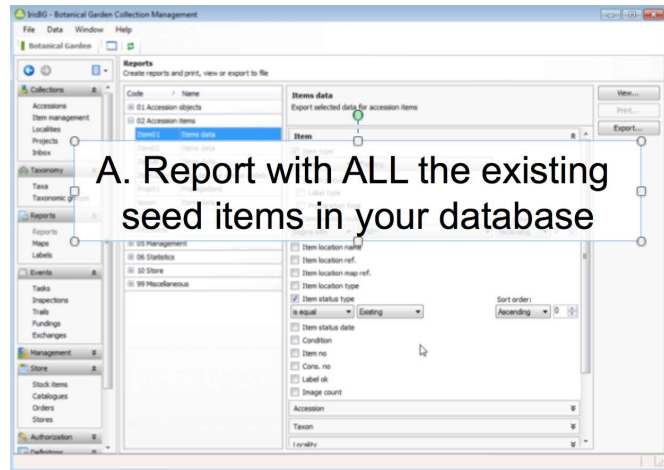 IrisBG - Botanical Garden Collection Management
File Data Window Help
Botanical Garden
Collections
Accessions
Item management
Localities
Projects
Inbox
Taxonomy
Taxa
Taxonomic groups
Reports
Reports
Maps
Labels
Events
Tasks
Inspections
Trails
Fundings
Exchanges
Management
Store
Stock items
Catalogues
Orders
Stores
Authorization
Definitions
Reports
Create reports and print, view or export to file
Code / Name
01 Accession objects
02 Accession items
Item01 Items data
05 Management
06 Statistics
10 Store
99 Miscellaneous
Items data
Export selected data for accession items
Item
A. Report with ALL the existing
seed items in your database
Item location name
Item location ref.
Item location map ref.
Item location type
Item status type Sort order:
is equal Existing Ascending 0
Item status date
Condition
Item no
Cons. no
Label ok
Image count
Accession
Taxon
Locality
View...
Print...
Export...